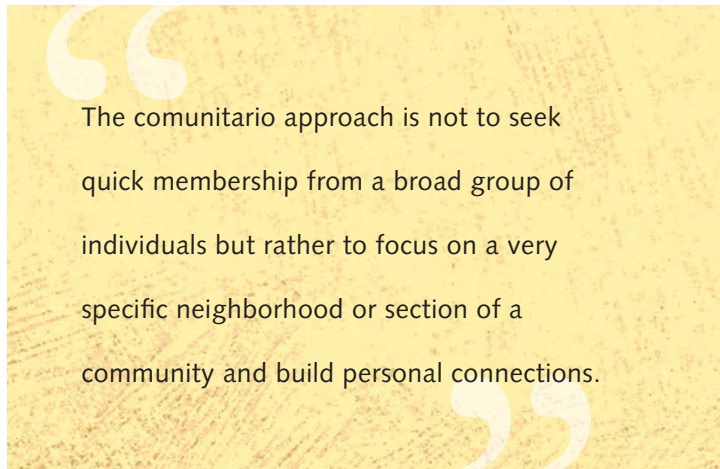 The comunitario approach is not to seek
quick membership from a broad group of
individuals but rather to focus on a very
specific neighborhood or section of a
community and build personal connections.